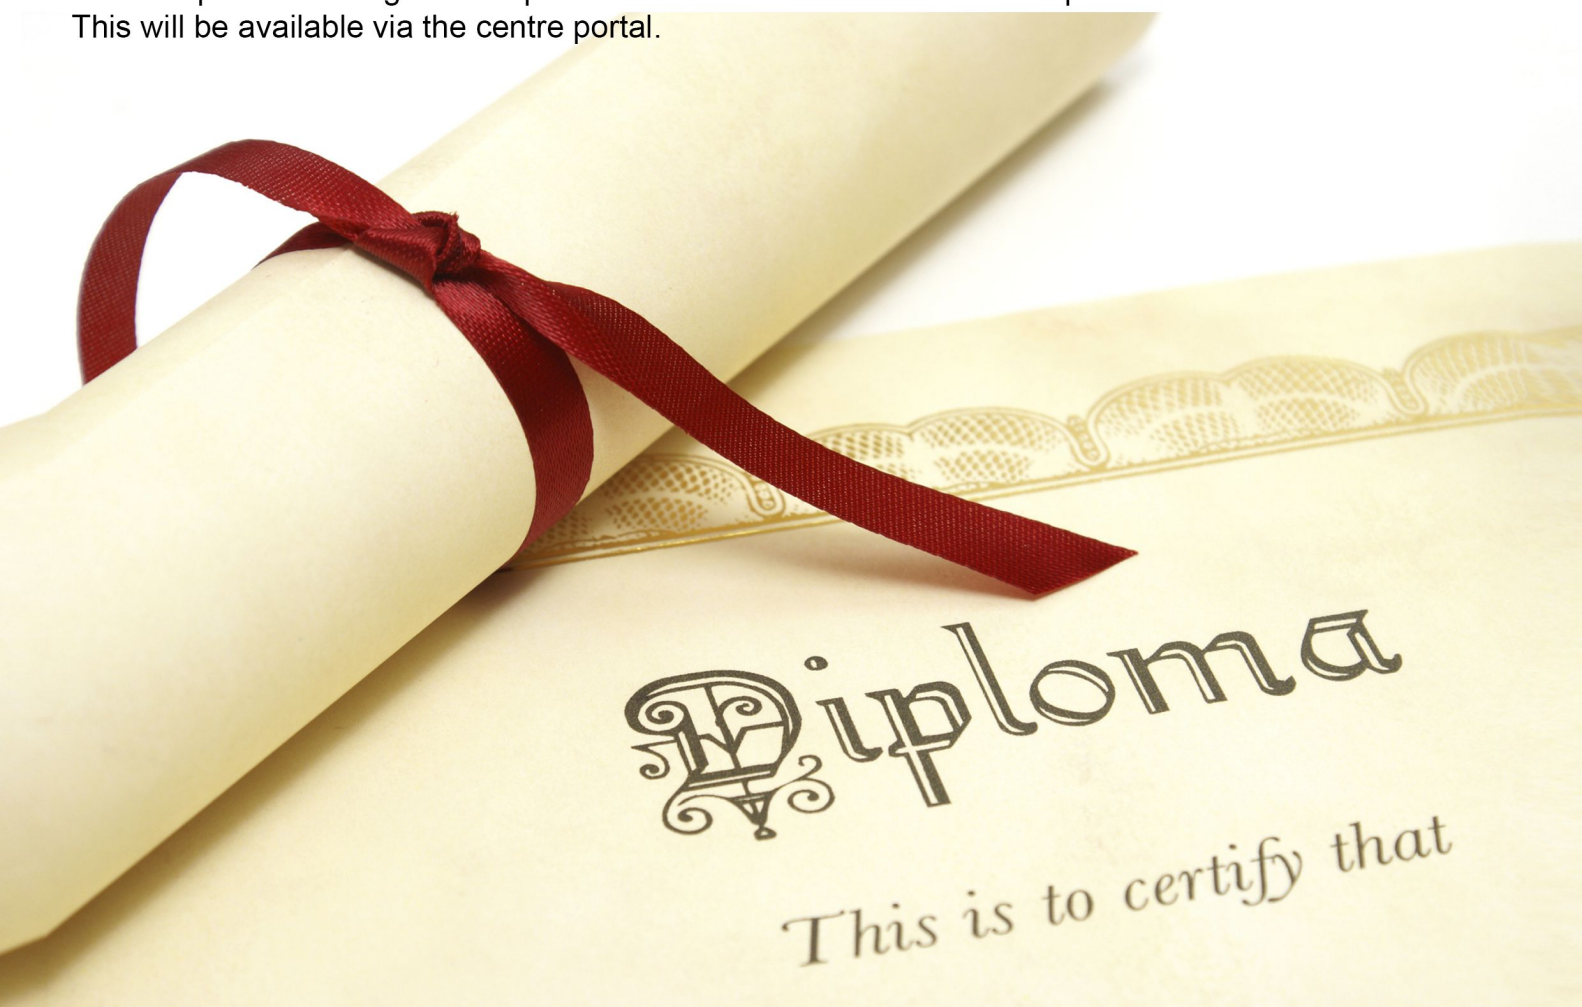 This will be available via the centre portal.
Diploma
This is to certify that